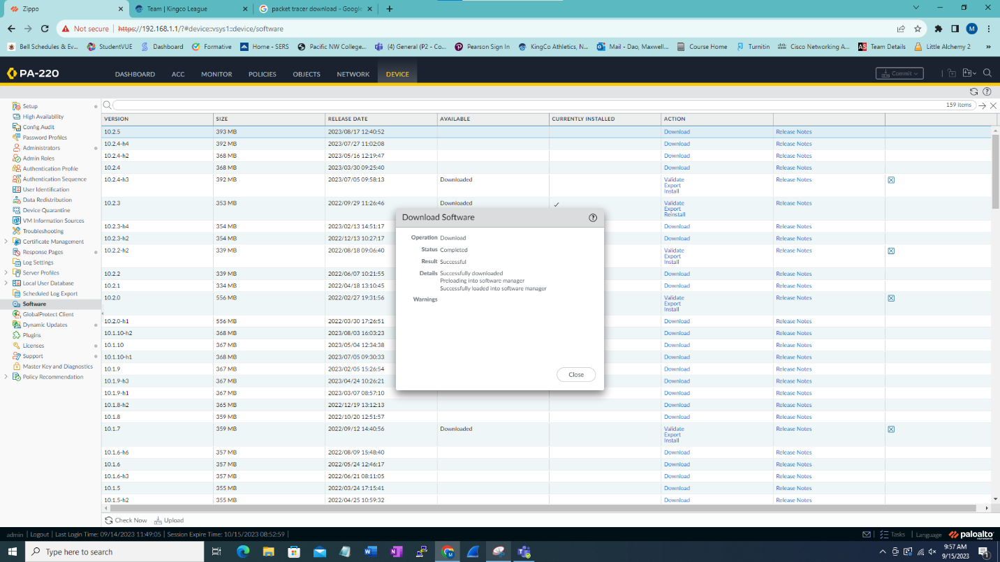 Zippo
Team | Kingco League
packet tracer download - Google
Not secure
https://192.168.1.1/?#device::vsys1::device/software
M
Bell Schedules & Ev...
StudentVUE
Dashboard
Formative
Home - SERS
Pacific NW College...
(4) General (P2 - Co...
Pearson Sign In
KingCo Athletics, N...
Mail - Dao, Maxwell...
Course Home
Turnitin
Cisco Networking A...
Team Details
Little Alchemy 2
»
PA-220
DASHBOARD
ACC
MONITOR
POLICIES
OBJECTS
NETWORK
DEVICE
Commit
Setup
High Availability
Config Audit
Password Profiles
Administrators
Admin Roles
Authentication Profile
Authentication Sequence
User Identification
Data Redistribution
Device Quarantine
VM Information Sources
Troubleshooting
Certificate Management
Response Pages
Log Settings
Server Profiles
Local User Database
Scheduled Log Export
Software
GlobalProtect Client
Dynamic Updates
Plugins
Licenses
Support
Master Key and Diagnostics
Policy Recommendation
159 items
VERSION SIZE RELEASE DATE AVAILABLE CURRENTLY INSTALLED ACTION
10.2.5 393 MB 2023/08/17 12:40:52 Download Release Notes
10.2.4-h4 392 MB 2023/07/27 11:02:08 Download Release Notes
10.2.4-h2 368 MB 2023/05/16 12:19:47 Download Release Notes
10.2.4 368 MB 2023/03/30 09:25:40 Download Release Notes
10.2.4-h3 392 MB 2023/07/05 09:58:13 Downloaded Validate Release Notes
Export
Install
10.2.3 353 MB 2022/09/29 11:26:46 Downloaded Validate Release Notes
Export
Reinstall
10.2.3-h4 354 MB 2023/02/13 14:51:17 Download Release Notes
10.2.3-h2 354 MB 2022/12/13 10:27:17 Download Release Notes
10.2.2-h2 339 MB 2022/08/18 09:06:40 Validate Release Notes
Export
Install
10.2.2 339 MB 2022/06/07 10:21:55 Download Release Notes
10.2.1 334 MB 2022/04/18 13:10:45 Download Release Notes
10.2.0 556 MB 2022/02/27 19:31:56 Validate Release Notes
Export
Install
10.2.0-h1 556 MB 2022/03/30 17:26:51 Download Release Notes
10.1.10-h2 368 MB 2023/08/03 16:03:23 Download Release Notes
10.1.10 367 MB 2023/05/04 12:34:38 Download Release Notes
10.1.10-h1 368 MB 2023/07/05 09:30:33 Download Release Notes
10.1.9 367 MB 2023/02/05 15:26:54 Download Release Notes
10.1.9-h3 367 MB 2023/04/24 10:26:21 Download Release Notes
10.1.9-h1 367 MB 2023/03/07 08:57:10 Download Release Notes
10.1.8-h2 365 MB 2022/12/19 13:12:13 Download Release Notes
10.1.8 359 MB 2022/10/20 12:51:57 Download Release Notes
10.1.7 359 MB 2022/09/12 14:40:56 Downloaded Validate Release Notes
Export
Install
10.1.6-h6 357 MB 2022/08/09 15:48:40 Download Release Notes
10.1.6 357 MB 2022/05/24 12:46:17 Download Release Notes
10.1.6-h3 357 MB 2022/06/21 08:11:05 Download Release Notes
10.1.5 355 MB 2022/03/24 17:15:41 Download Release Notes
10.1.5-h2 355 MB 2022/04/25 10:59:32 Download Release Notes
Download Software
Operation Download
Status Completed
Result Successful
Details Successfully downloaded
Preloading into software manager
Successfully loaded into software manager
Warnings
Close
Check Now
Upload
admin | Logout | Last Login Time: 09/14/2023 11:49:05 | Session Expire Time: 10/15/2023 08:52:59 |
Tasks | Language
paloalto
NETWORKS
Type here to search
9:57 AM
9/15/2023
1